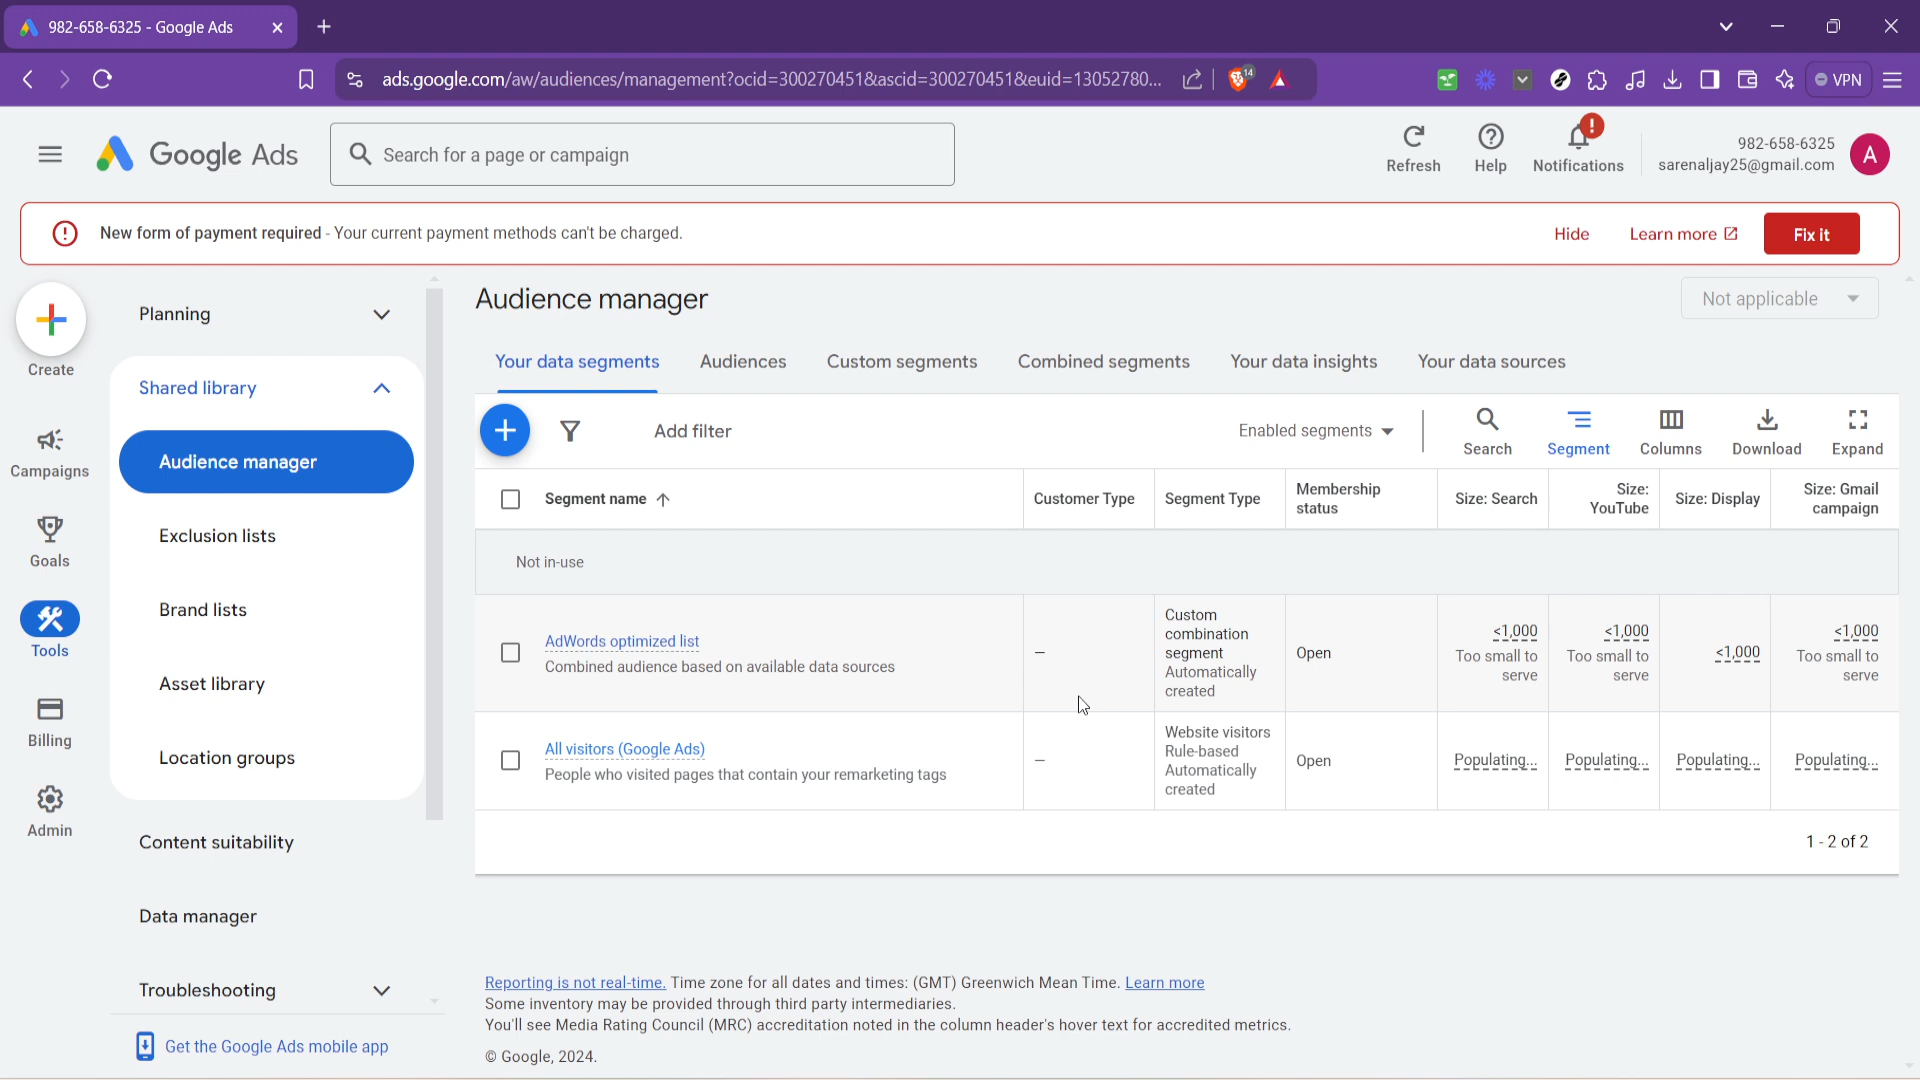 982-658-6325 - Google Ads
ads.google.com/aw/audiences/management?ocid=300270451&ascid=300270451&euid=13052780...
14
VPN
Google Ads
Search for a page or campaign
Refresh
Help
Notifications
982-658-6325
sarenaljay25@gmail.com
A
New form of payment required - Your current payment methods can't be charged.
Hide
Learn more
Fix it
Create
Campaigns
Goals
Tools
Billing
Admin
Planning
Shared library
Audience manager
Exclusion lists
Brand lists
Asset library
Location groups
Content suitability
Data manager
Troubleshooting
Get the Google Ads mobile app
Audience manager
Not applicable
Your data segments
Audiences
Custom segments
Combined segments
Your data insights
Your data sources
Add filter
Enabled segments
Search
Segment
Columns
Download
Expand
Segment name
Customer Type
Segment Type
Membership
status
Size: Search
Size:
YouTube
Size: Display
Size: Gmail
campaign
Not in-use
AdWords optimized list
Combined audience based on available data sources
–
Custom
combination
segment
Automatically
created
Open
<1,000
Too small to
serve
<1,000
Too small to
serve
<1,000
<1,000
Too small to
serve
All visitors (Google Ads)
People who visited pages that contain your remarketing tags
–
Website visitors
Rule-based
Automatically
created
Open
Populating...
Populating...
Populating...
Populating...
1 - 2 of 2
Reporting is not real-time. Time zone for all dates and times: (GMT) Greenwich Mean Time. Learn more
Some inventory may be provided through third party intermediaries.
You'll see Media Rating Council (MRC) accreditation noted in the column header's hover text for accredited metrics.
© Google, 2024.